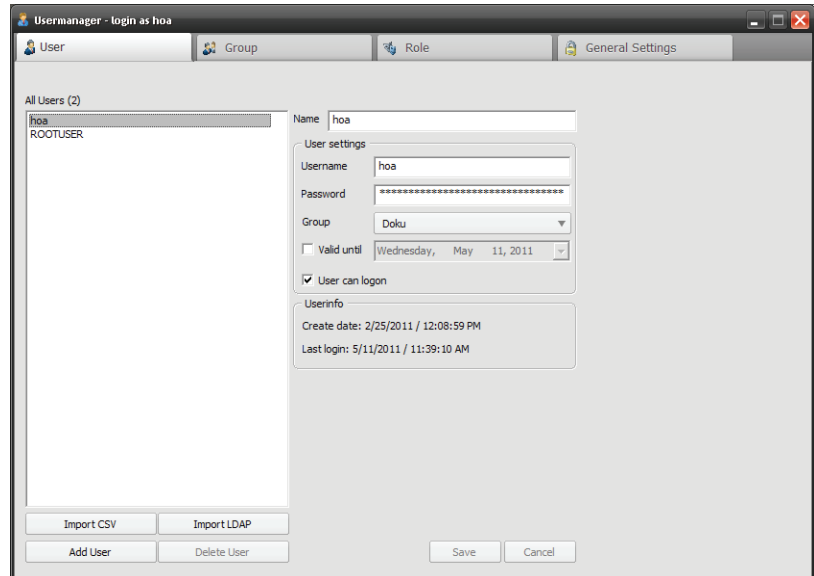 Usermanager - login as hoa
User
Group
Role
General Settings
All Users (2)
hoa
ROOTUSER
Name hoa
User settings
Username hoa
Password *********************************
Group Doku
Valid until Wednesday, May 11, 2011
User can logon
Userinfo
Create date: 2/25/2011 / 12:08:59 PM
Last login: 5/11/2011 / 11:39:10 AM
Import CSV Import LDAP
Add User Delete User Save Cancel